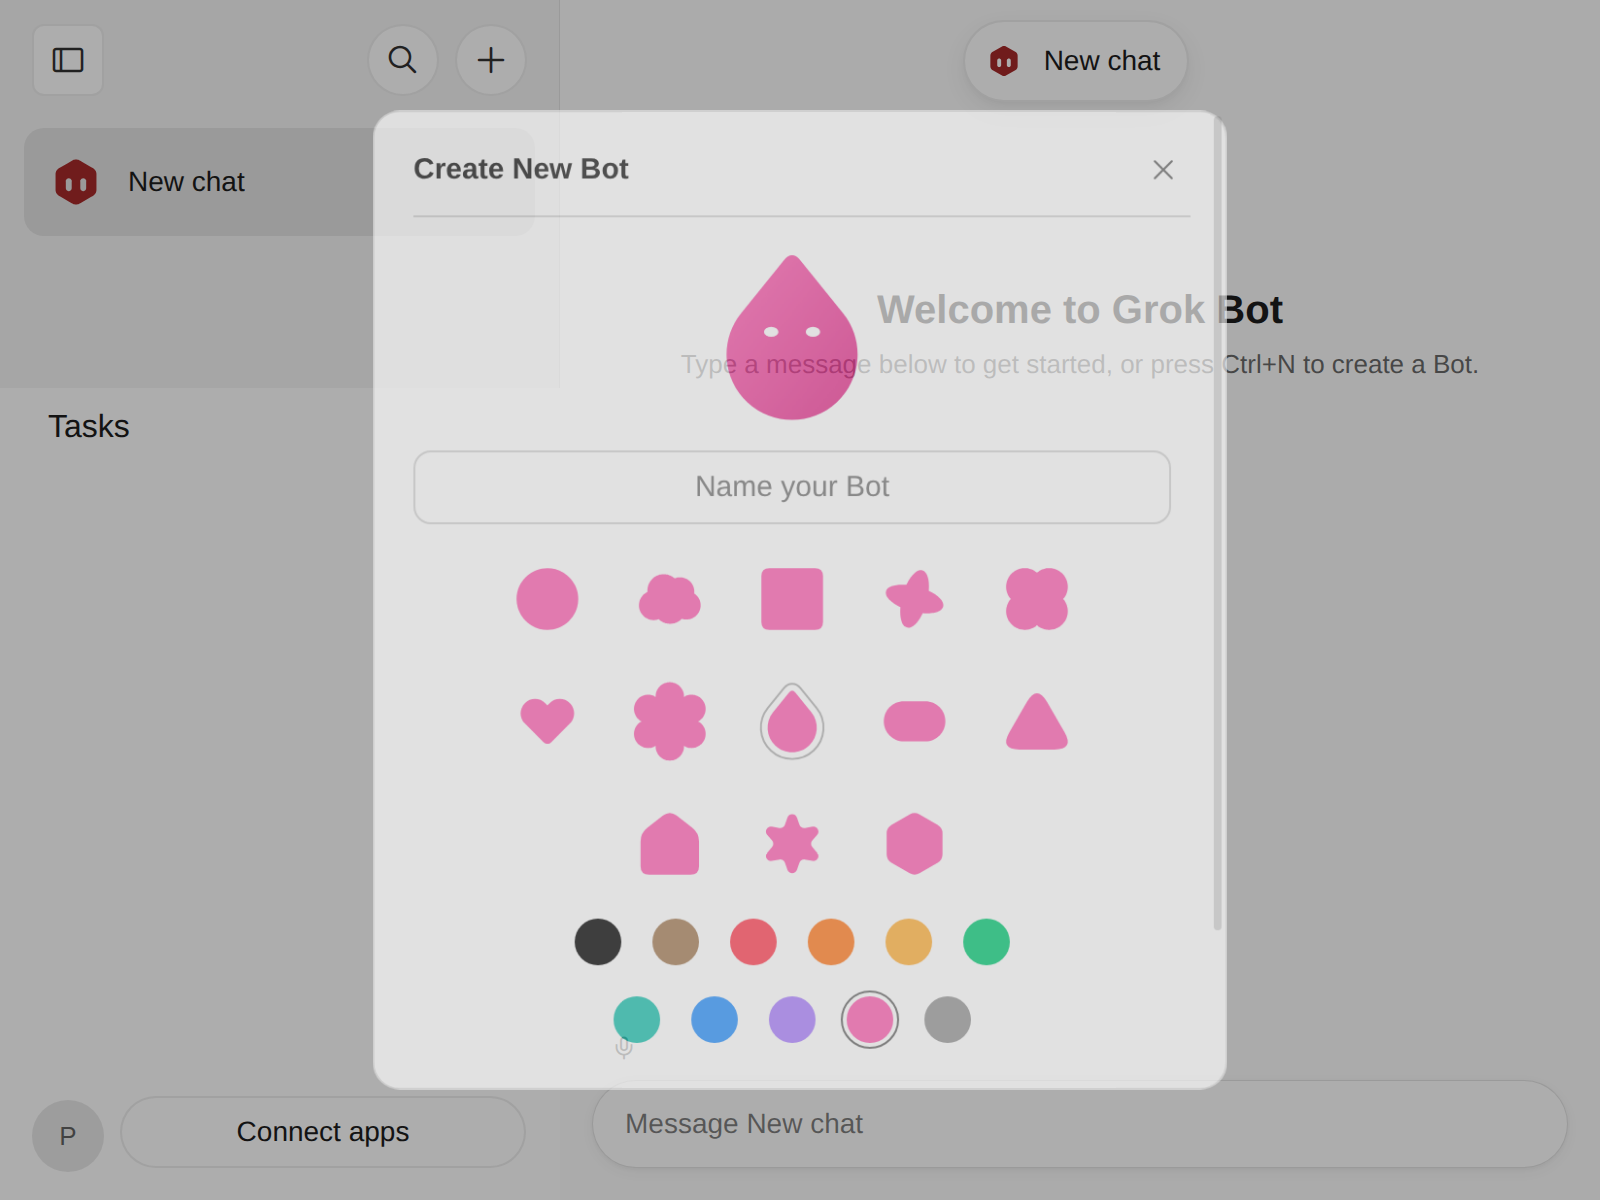 New chat
New chat
Create New Bot
Welcome to Grok Bot
Type a message below to get started, or press Ctrl+N to create a Bot.
Tasks
Name your Bot
P
Connect apps
Message New chat